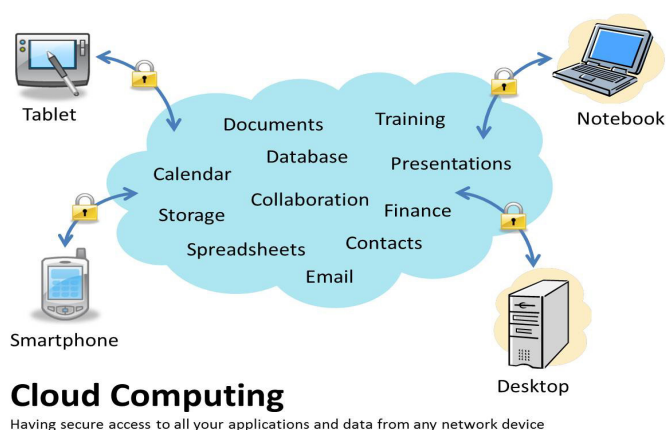 Tablet
Notebook
Documents
Training
Database
Presentations
Calendar
Collaboration
Storage
Finance
Spreadsheets
Contacts
Email
Smartphone
Desktop
Cloud Computing
Having secure access to all your applications and data from any network device